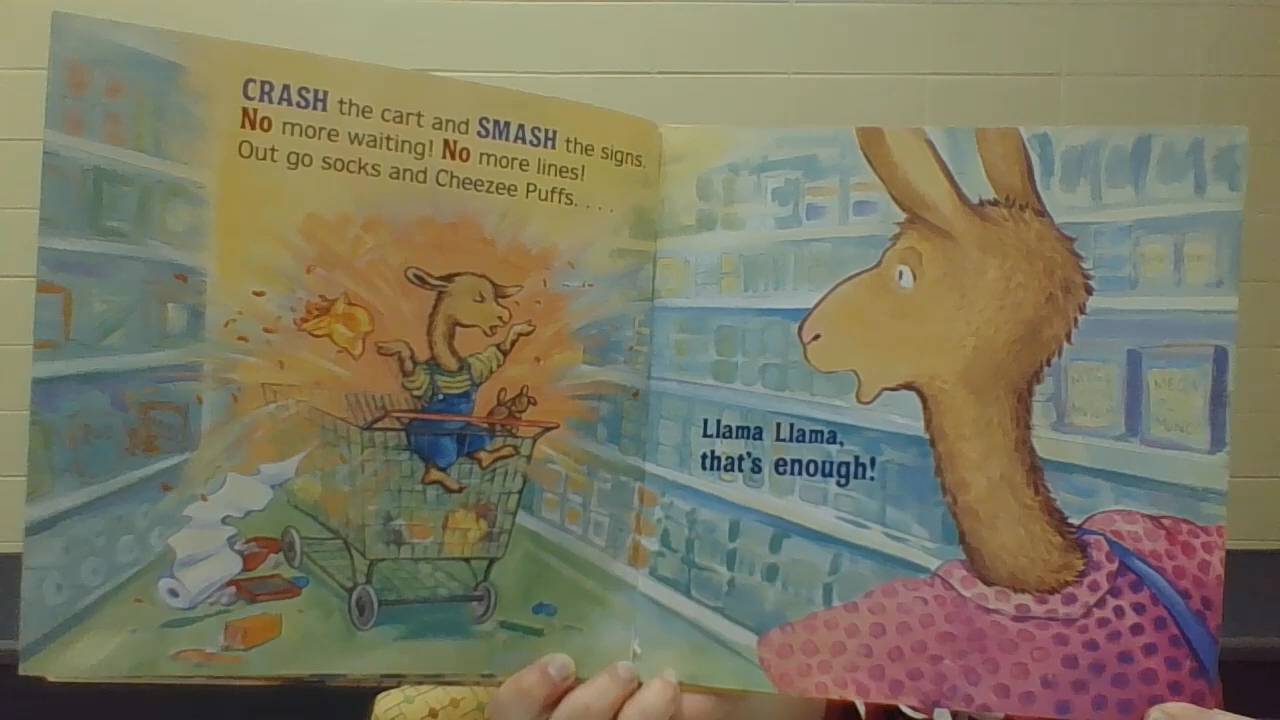 CRASH the cart and SMASH the signs.
No more waiting! No more lines!
Out go socks and Cheezee Puffs. . . .
Llama Llama,
that's enough!
MEGA